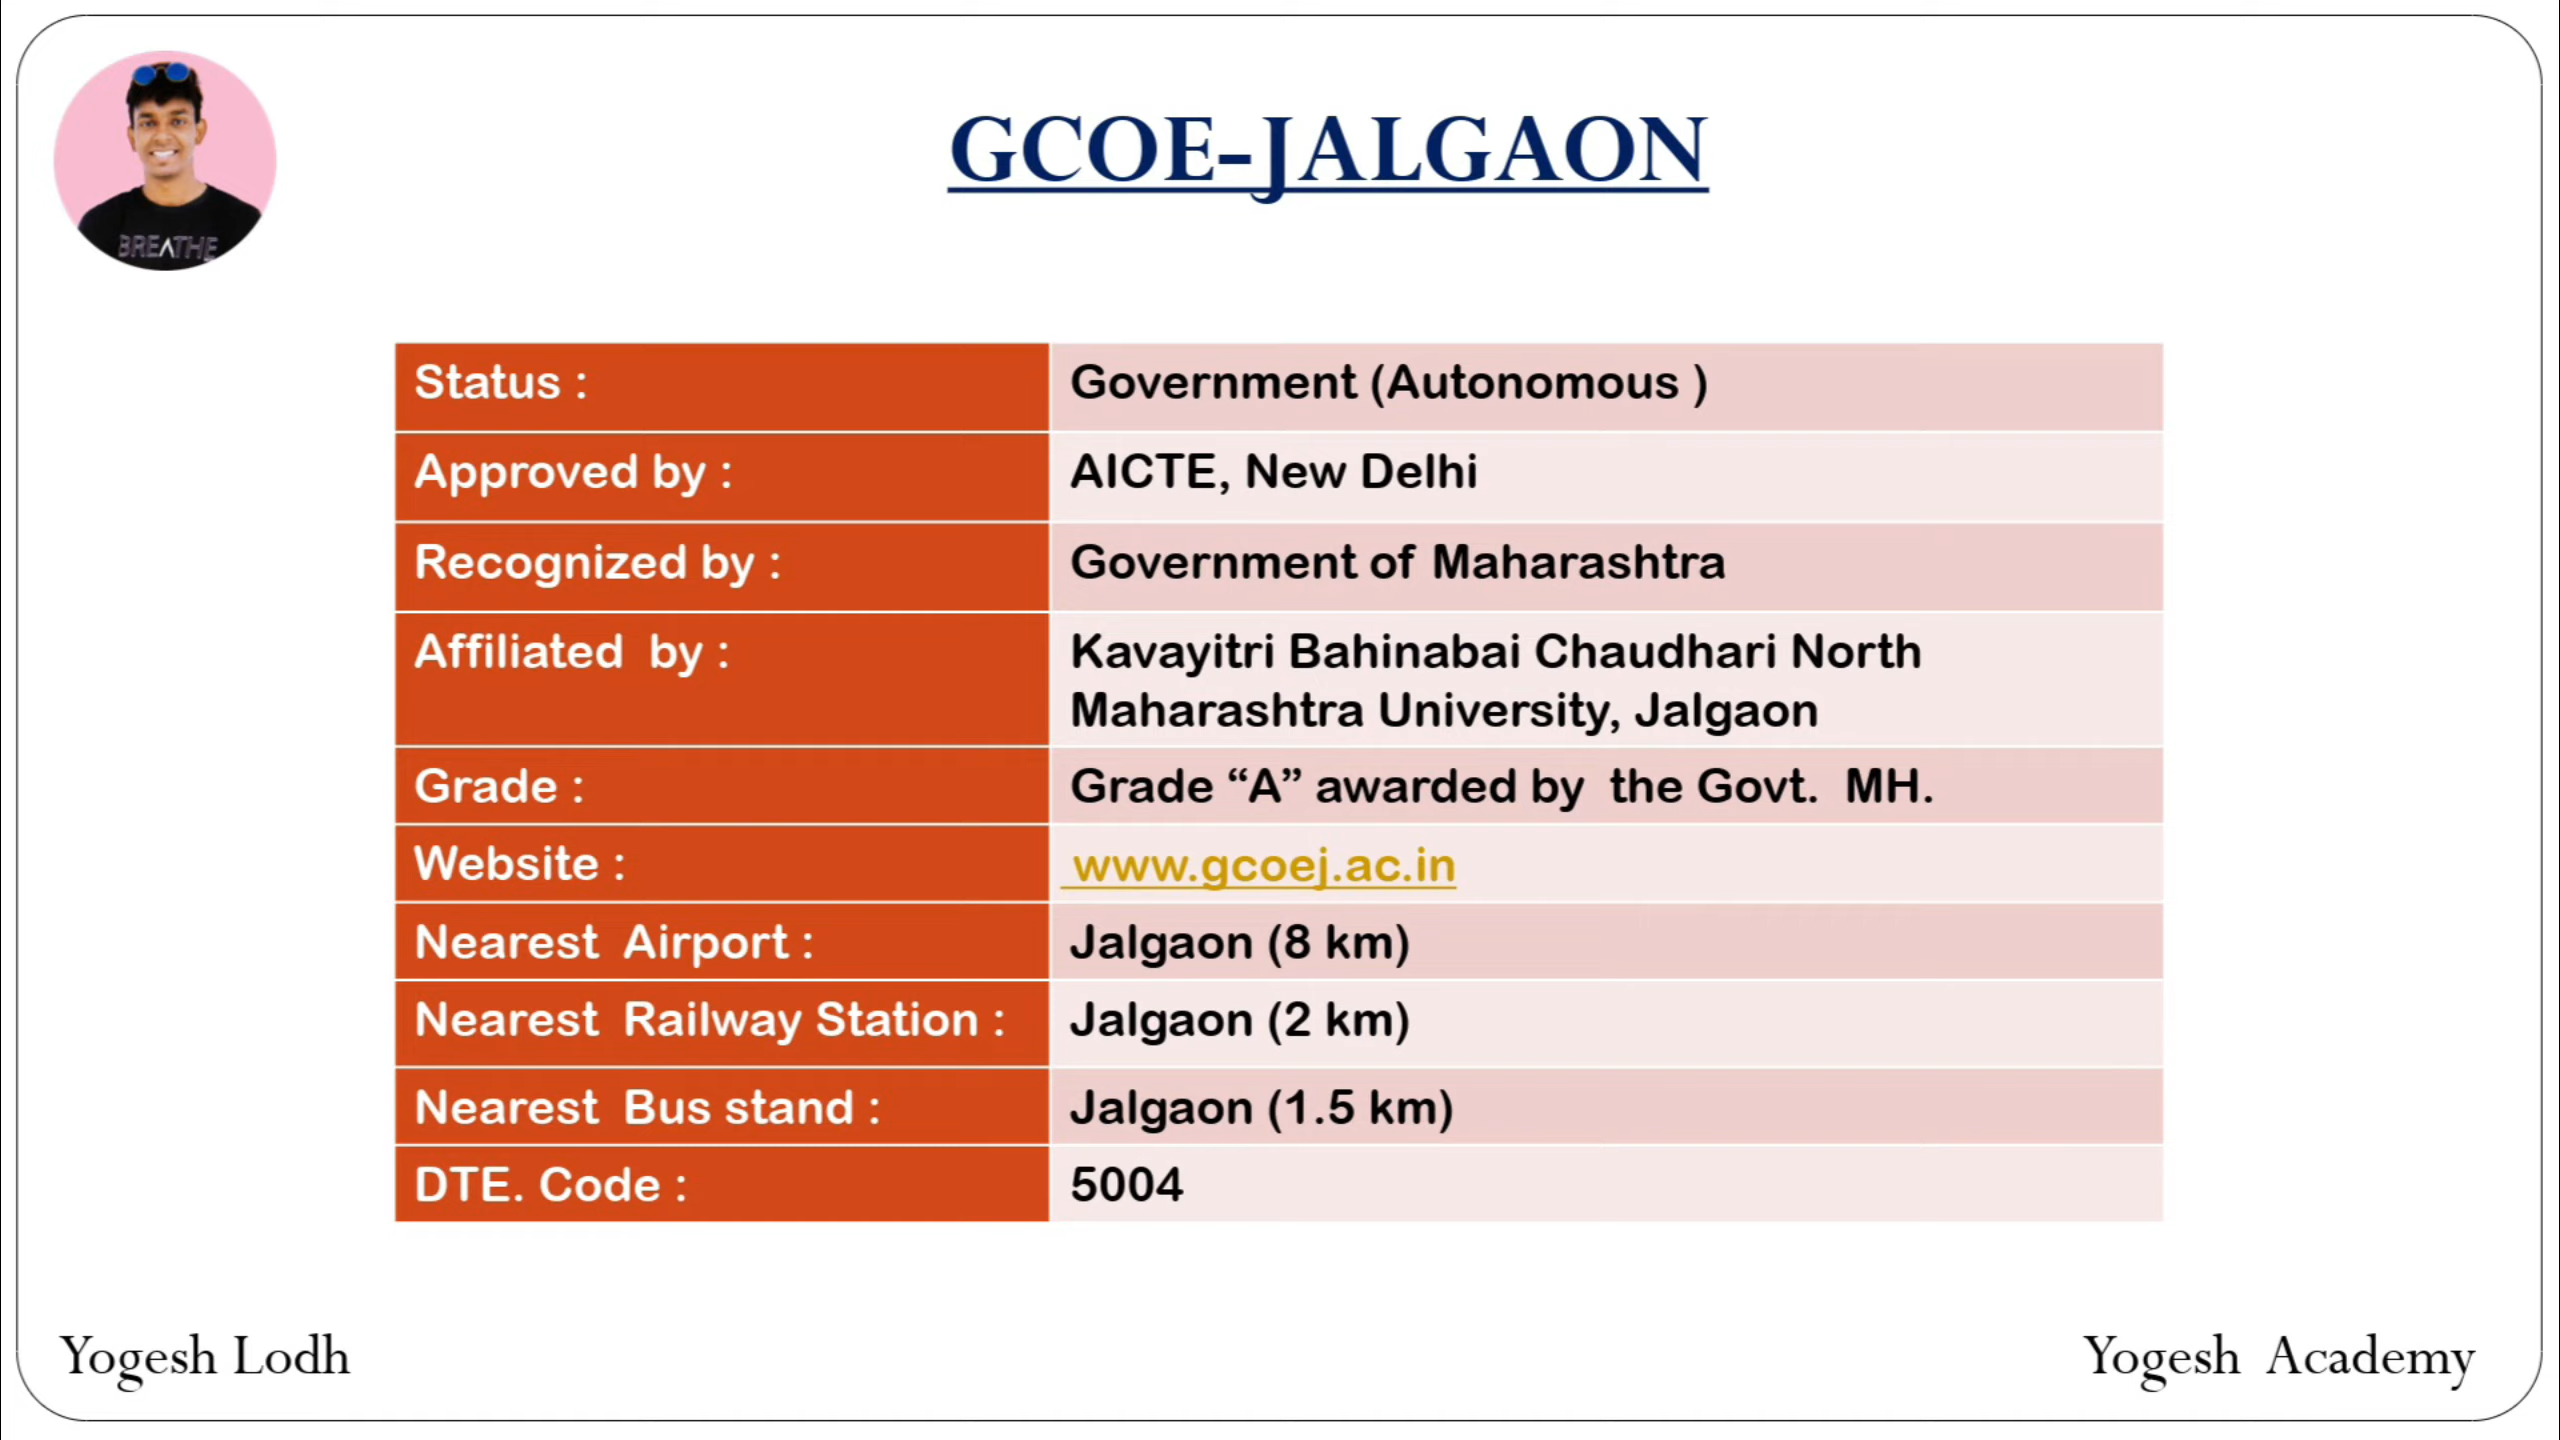 GCOE-JALGAON
BREATHE
Status :
Government (Autonomous )
Approved by :
AICTE, New Delhi
Recognized by :
Government of Maharashtra
Affiliated by :
Kavayitri Bahinabai Chaudhari North
Maharashtra University, Jalgaon
Grade :
Grade “A” awarded by the Govt. MH.
Website :
www.gcoej.ac.in
Nearest Airport :
Jalgaon (8 km)
Nearest Railway Station :
Jalgaon (2 km)
Nearest Bus stand :
Jalgaon (1.5 km)
DTE. Code :
5004
Yogesh Lodh
Yogesh Academy